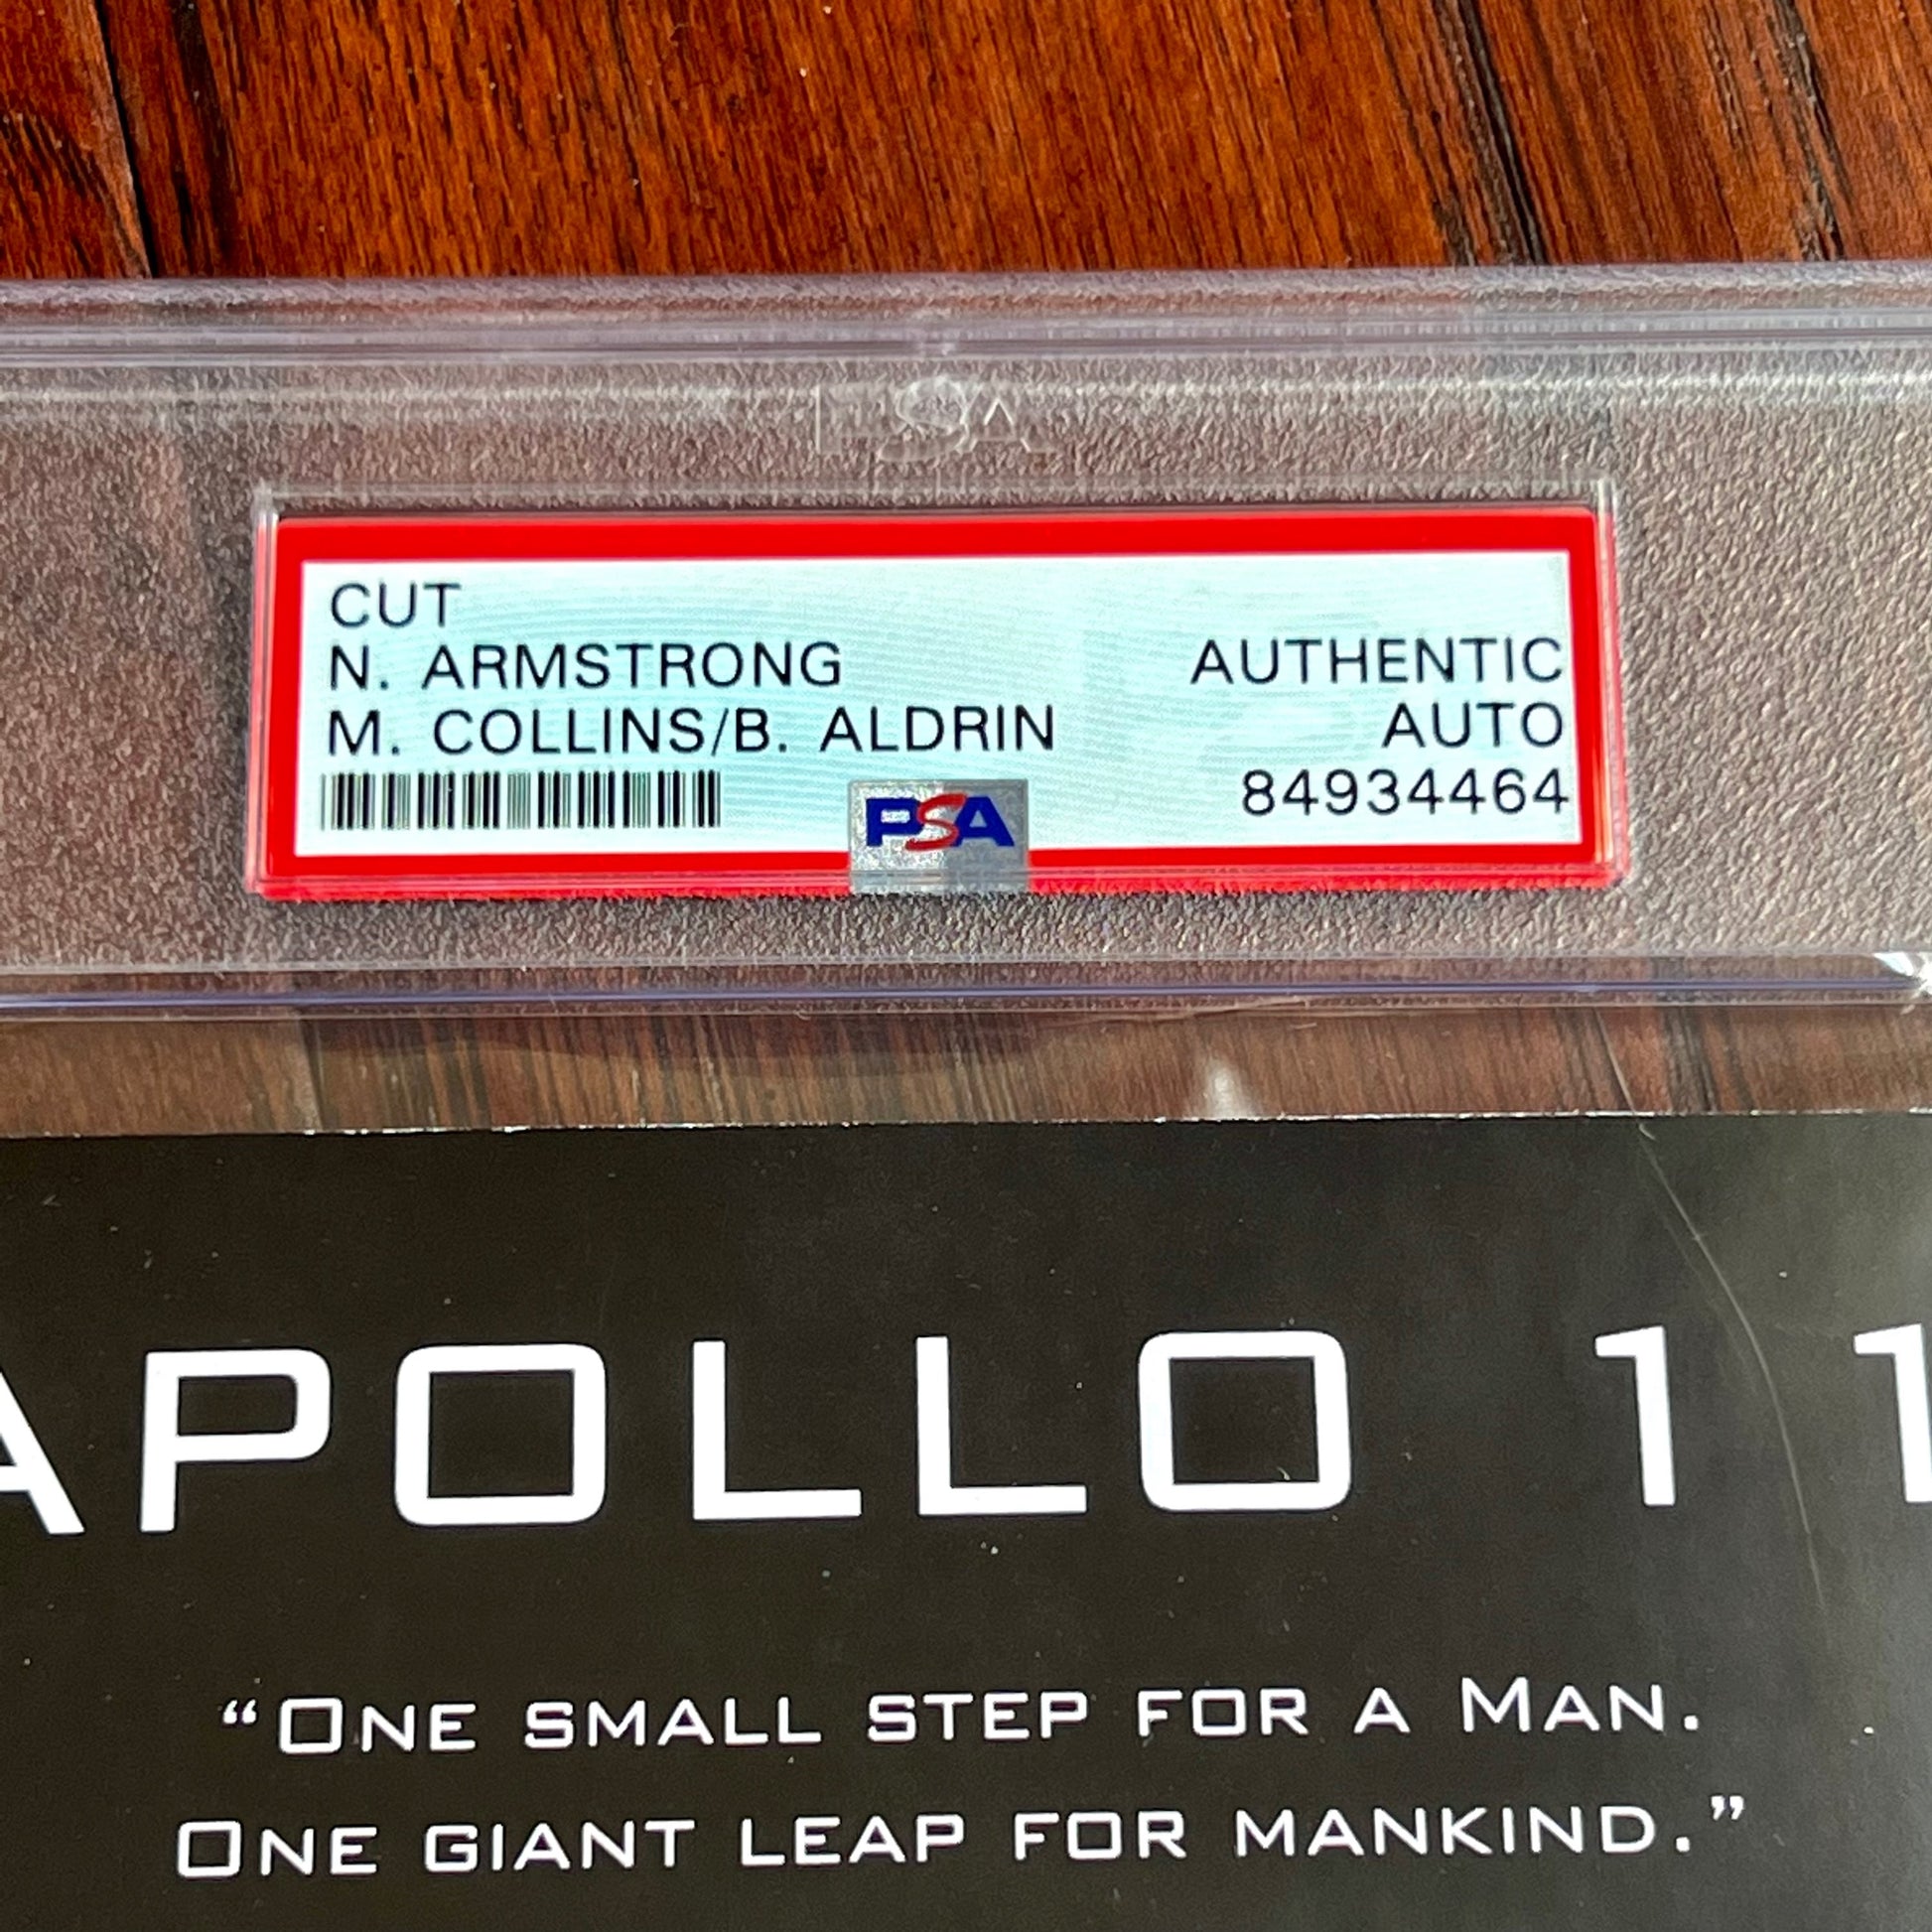 PSA
CUT
N. ARMSTRONG
M. COLLINS/B. ALDRIN
AUTHENTIC
AUTO
84934464
PSA
APOLLO 11
“ONE SMALL STEP FOR A MAN.
ONE GIANT LEAP FOR MANKIND.”